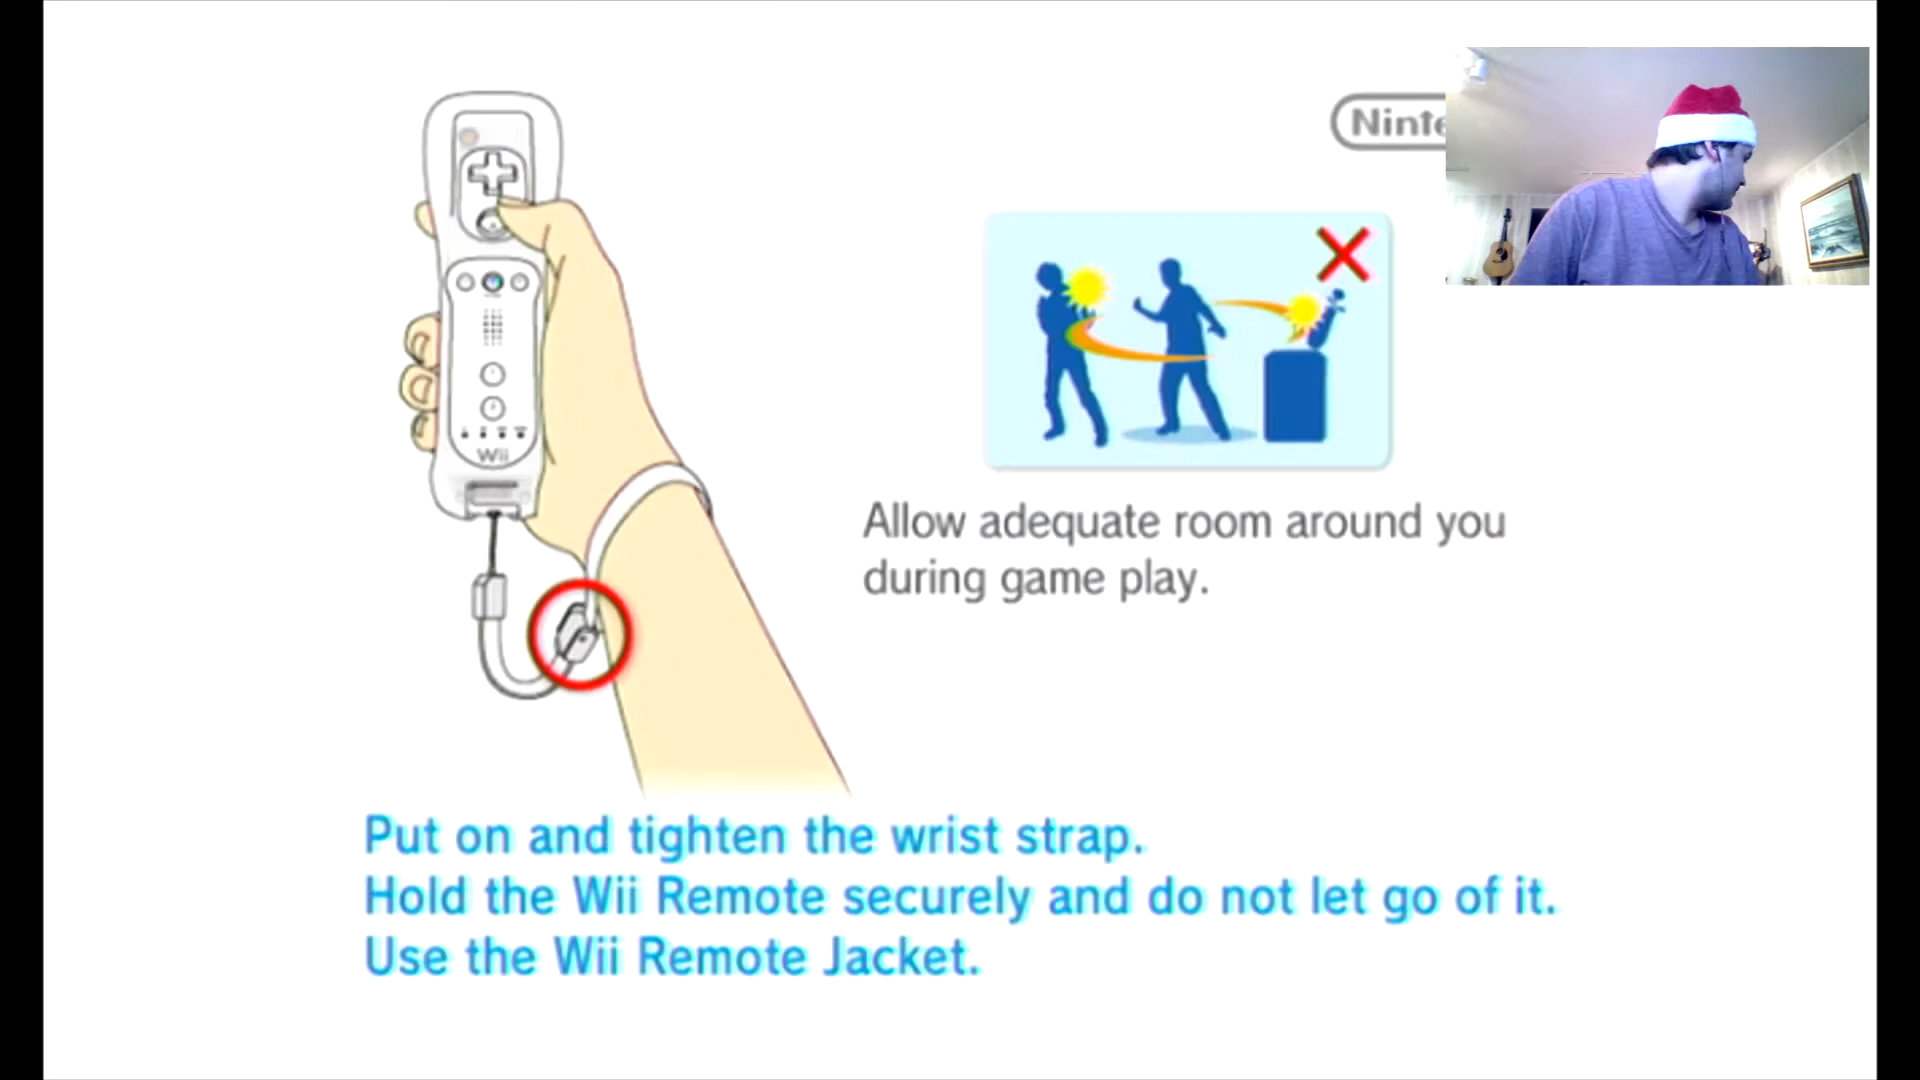 Wii
Allow adequate room around you
during game play.
Put on and tighten the wrist strap.
Hold the Wii Remote securely and do not let go of it.
Use the Wii Remote Jacket.